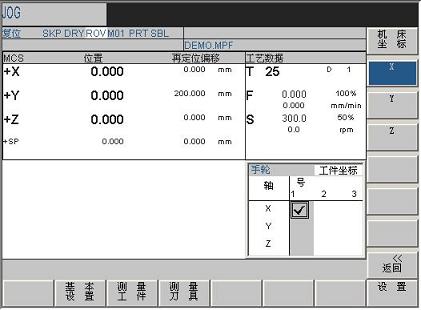 JOG
复位 SKP DRY ROV M01 PRT SBL
DEMO.MPF
机床坐标
MCS 位置 再定位偏移 工艺数据
+X 0.000 0.000 mm T 25 D 1
X
+Y 0.000 200.000 mm F 0.000 100%
0.000 mm/min
Y
+Z 0.000 0.000 mm S 300.0 50%
0.0 rpm
Z
+SP 0.000 0.000 mm
手轮 工件坐标
轴 号
1 2 3
X
Y
Z
<<
返回
基本设置 测量工件 测量刀具 设置